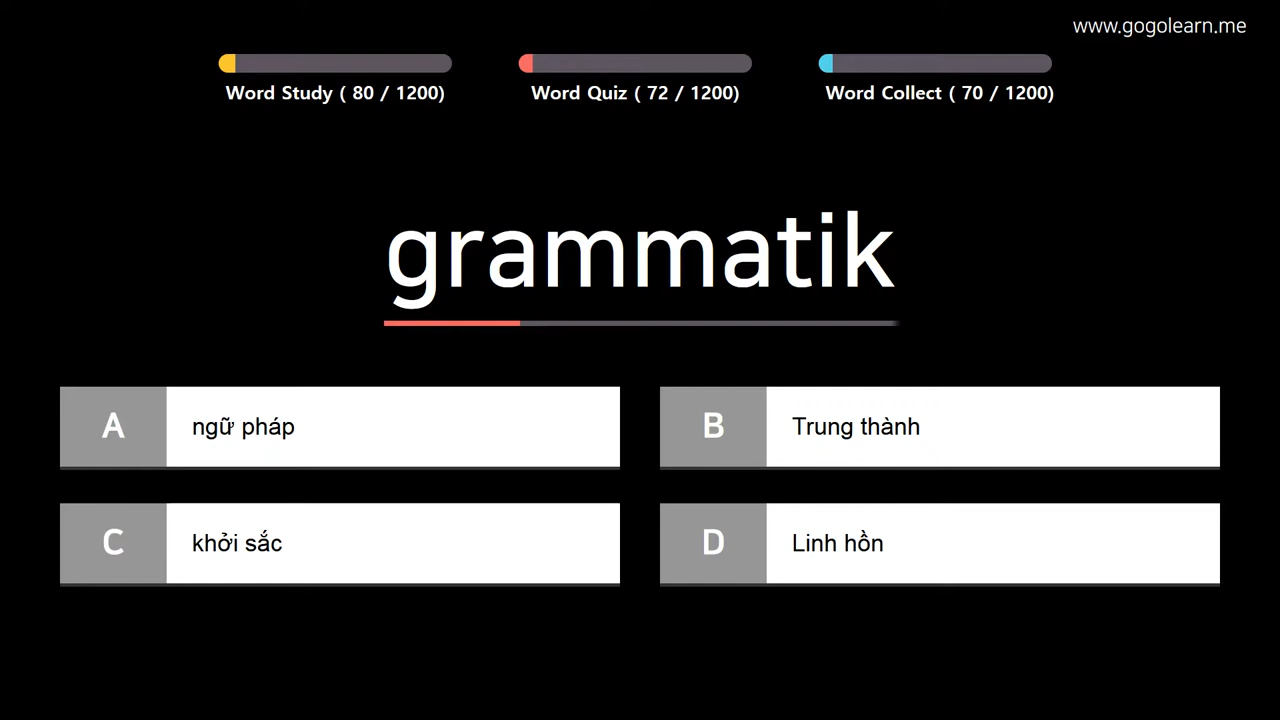 www.gogolearn.me
Word Study ( 80 / 1200)
Word Quiz ( 72 / 1200)
Word Collect ( 70 / 1200)
grammatik
A ngữ pháp
B Trung thành
C khởi sắc
D Linh hồn